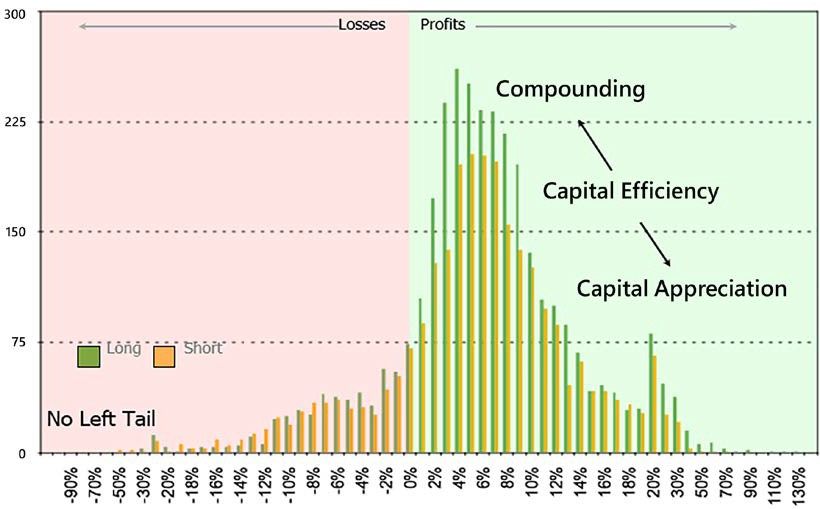 300
Losses
Profits
Compounding
225
Capital Efficiency
150
Capital Appreciation
75
Long
Short
No Left Tail
0
-90% -70% -50% -30% -20% -18% -16% -14% -12% -10% -8% -6% -4% -2% 0% 2% 4% 6% 8% 10% 12% 14% 16% 18% 20% 30% 50% 70% 90% 110% 130%